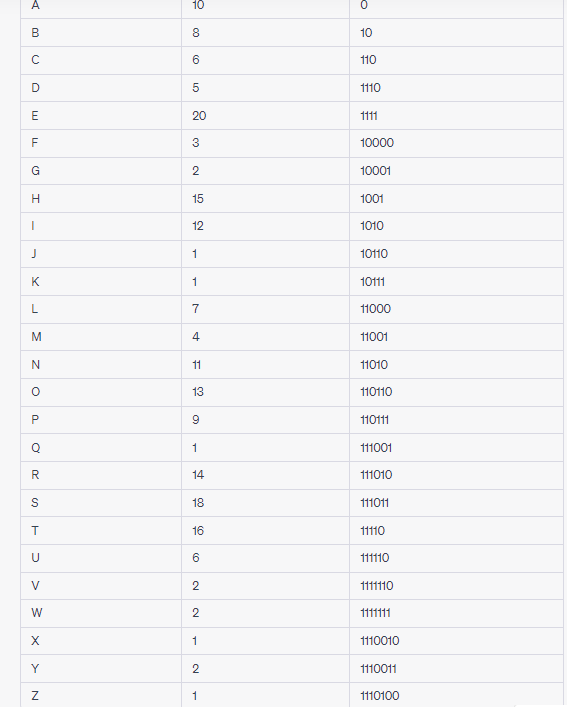 A 10 0
B 8 10
C 6 110
D 5 1110
E 20 1111
F 3 10000
G 2 10001
H 15 1001
I 12 1010
J 1 10110
K 1 10111
L 7 11000
M 4 11001
N 11 11010
O 13 110110
P 9 110111
Q 1 111001
R 14 111010
S 18 111011
T 16 11110
U 6 111110
V 2 1111110
W 2 1111111
X 1 1110010
Y 2 1110011
Z 1 1110100